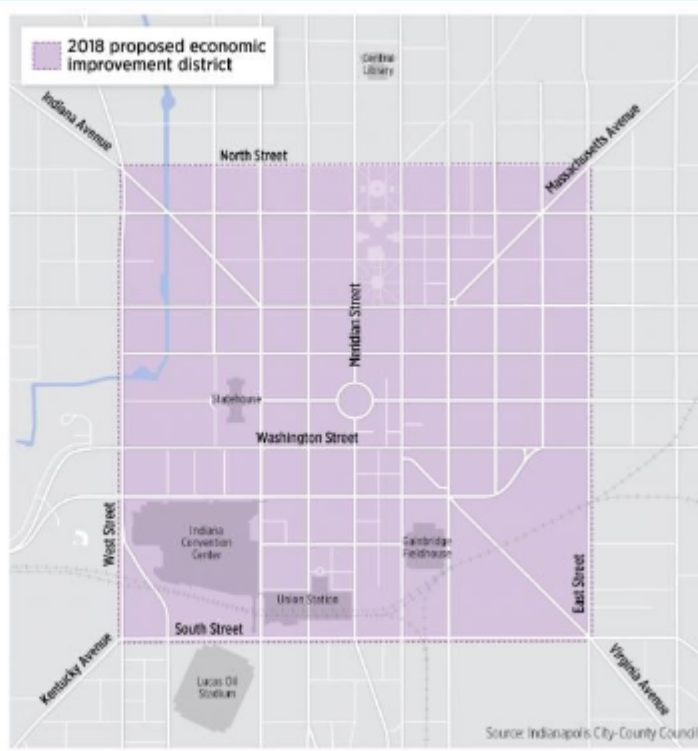 2018 proposed economic
improvement district
Central
Library
Indiana Avenue
Massachusetts Avenue
North Street
Meridian Street
Statehouse
Washington Street
West Street
Indiana
Convention
Center
Gainbridge
Fieldhouse
Union Station
East Street
South Street
Kentucky Avenue
Lucas Oil
Stadium
Virginia Avenue
Source: Indianapolis City-County Council